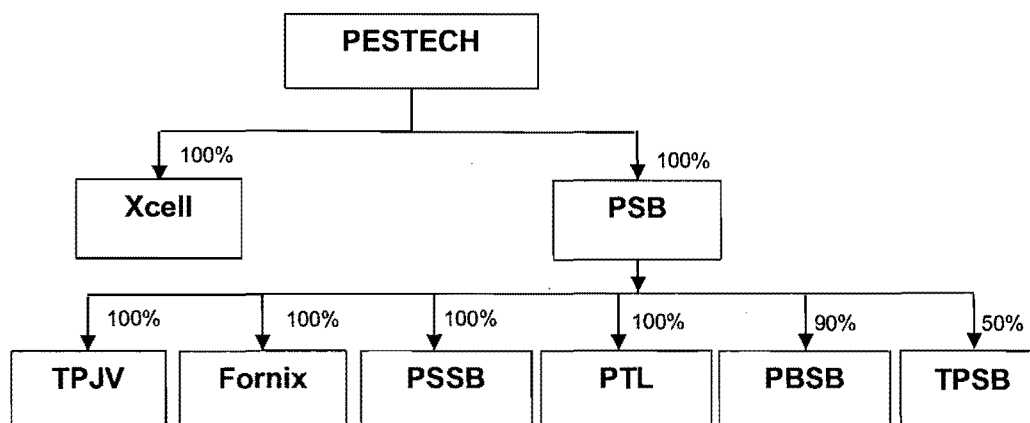 PESTECH
100% 100%
Xcell PSB
100% 100% 100% 100% 90% 50%
TPJV Fornix PSSB PTL PBSB TPSB